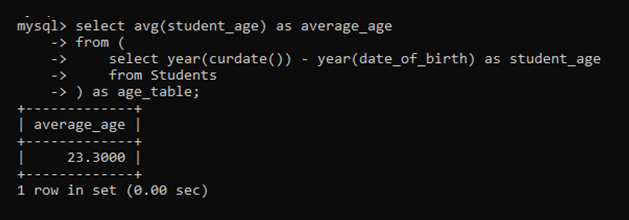 mysql> select avg(student_age) as average_age
    -> from (
    ->     select year(curdate()) - year(date_of_birth) as student_age
    ->     from Students
    -> ) as age_table;
+-------------+
| average_age |
+-------------+
|     23.3000 |
+-------------+
1 row in set (0.00 sec)